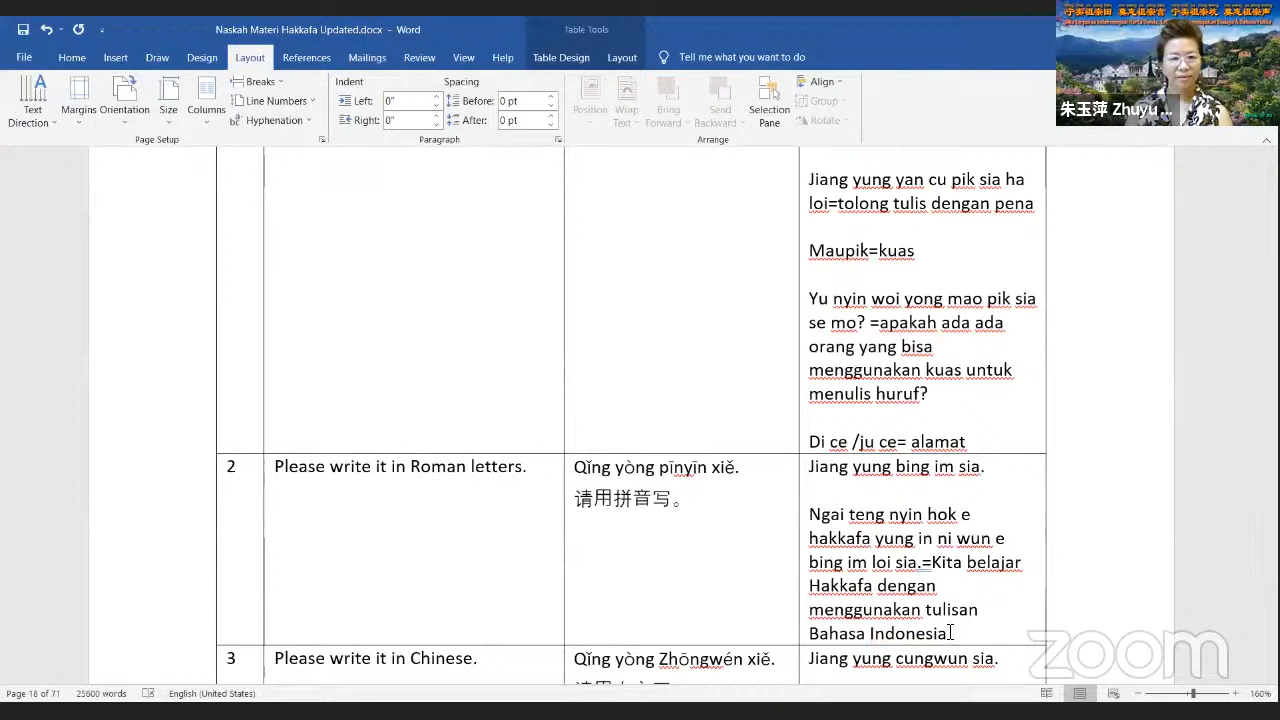 Naskah Materi Hakkafa Updated.docx - Word
Table Tools
File Home Insert Draw Design Layout References Mailings Review View Help Table Design Layout Tell me what you want to do
Text Direction
Margins
Orientation
Size
Columns
Breaks
Line Numbers
Hyphenation
Page Setup
Indent
Left: 0"
Right: 0"
Spacing
Before: 0 pt
After: 0 pt
Paragraph
Position
Wrap Text
Bring Forward
Send Backward
Selection Pane
Align
Group
Rotate
Arrange
朱玉萍 Zhuyu ...
Jiang yung yan cu pik sia ha
loi=tolong tulis dengan pena
Maupik=kuas
Yu nyin woi yong mao pik sia
se mo? =apakah ada ada
orang yang bisa
menggunakan kuas untuk
menulis huruf?
Di ce /ju ce= alamat
2 Please write it in Roman letters. Qǐng yòng pīnyīn xiě. Jiang yung bing im sia.
请用拼音写。
Ngai teng nyin hok e
hakkafa yung in ni wun e
bing im loi sia.=Kita belajar
Hakkafa dengan
menggunakan tulisan
Bahasa Indonesia
3 Please write it in Chinese. Qǐng yòng Zhōngwén xiě. Jiang yung cungwun sia.
zoom
Page 18 of 71 25600 words English (United States) 160%